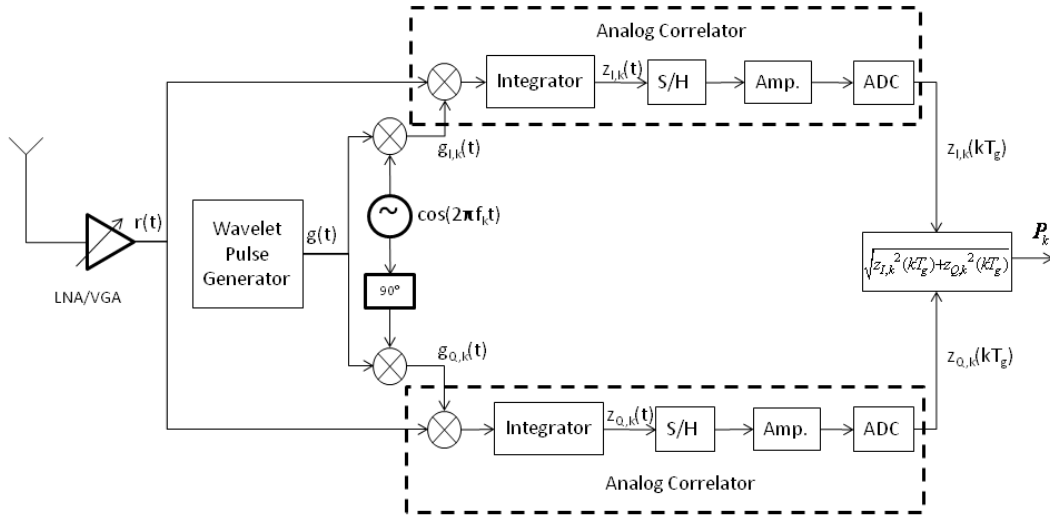 Analog Correlator
Integrator
z_{I,k}(t)
S/H
Amp.
ADC
g_{I,k}(t)
z_{I,k}(kT_g)
~
cos(2πf_kt)
r(t)
Wavelet
Pulse
Generator
g(t)
LNA/VGA
90°
P_k
√z_{I,k}²(kT_g)+z_{Q,k}²(kT_g)
g_{Q,k}(t)
z_{Q,k}(kT_g)
Integrator
z_{Q,k}(t)
S/H
Amp.
ADC
Analog Correlator